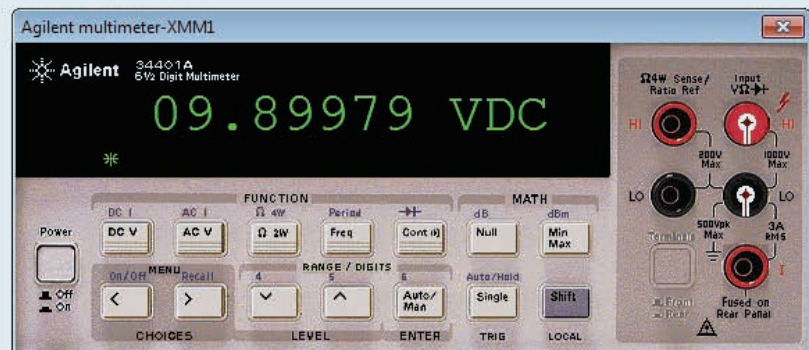 Agilent multimeter-XMM1
Agilent 34401A
6½ Digit Multimeter
09.89979 VDC
Ω4W Sense/
Ratio Ref
Input
VΩ
HI
HI
200V
Max
1000V
Max
LO
LO
500Vpk
Max
3A
RMS
Terminals
I
Front
Rear
Fused on
Rear Panal
FUNCTION
MATH
DC I
AC I
Ω 4W
Period
dB
dBm
Power
DC V
AC V
Ω 2W
Freq
Cont
Null
Min
Max
On/Off
MENU
Recall
RANGE / DIGITS
4
5
6
Auto/Hold
Off
On
<
>
Auto/
Man
Single
Shift
CHOICES
LEVEL
ENTER
TRIG
LOCAL